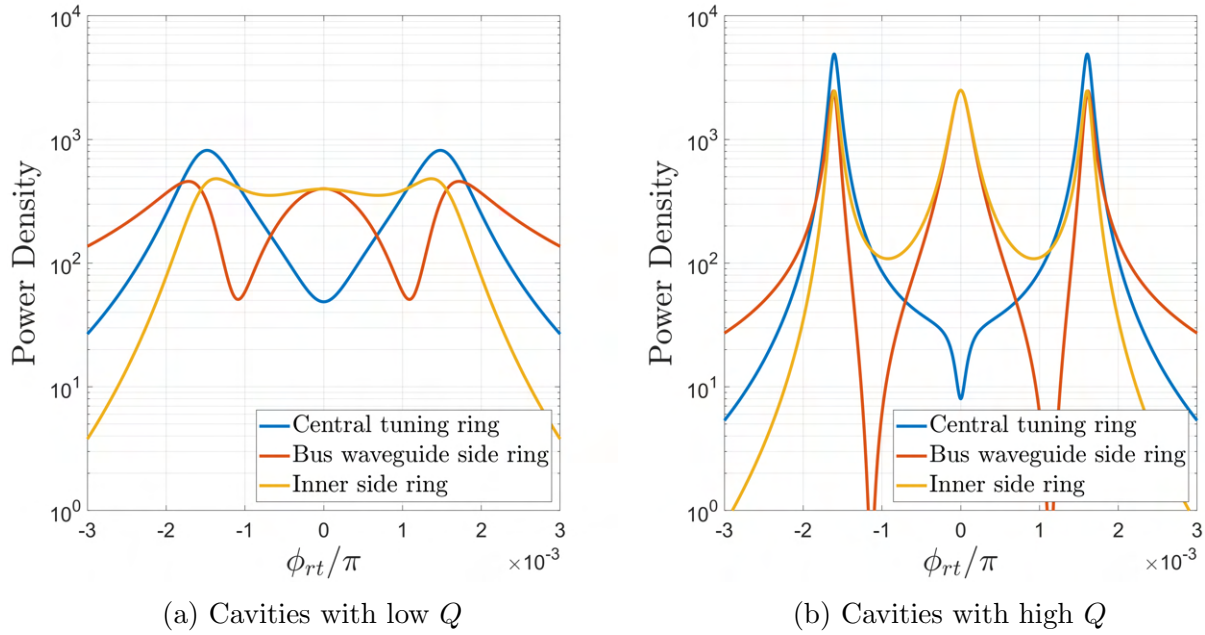 10^4
10^3
10^2
10^1
10^0
Power Density
-3 -2 -1 0 1 2 3
×10^-3
ϕ_rt/π
Central tuning ring
Bus waveguide side ring
Inner side ring
(a) Cavities with low Q
10^4
10^3
10^2
10^1
10^0
Power Density
-3 -2 -1 0 1 2 3
×10^-3
ϕ_rt/π
Central tuning ring
Bus waveguide side ring
Inner side ring
(b) Cavities with high Q